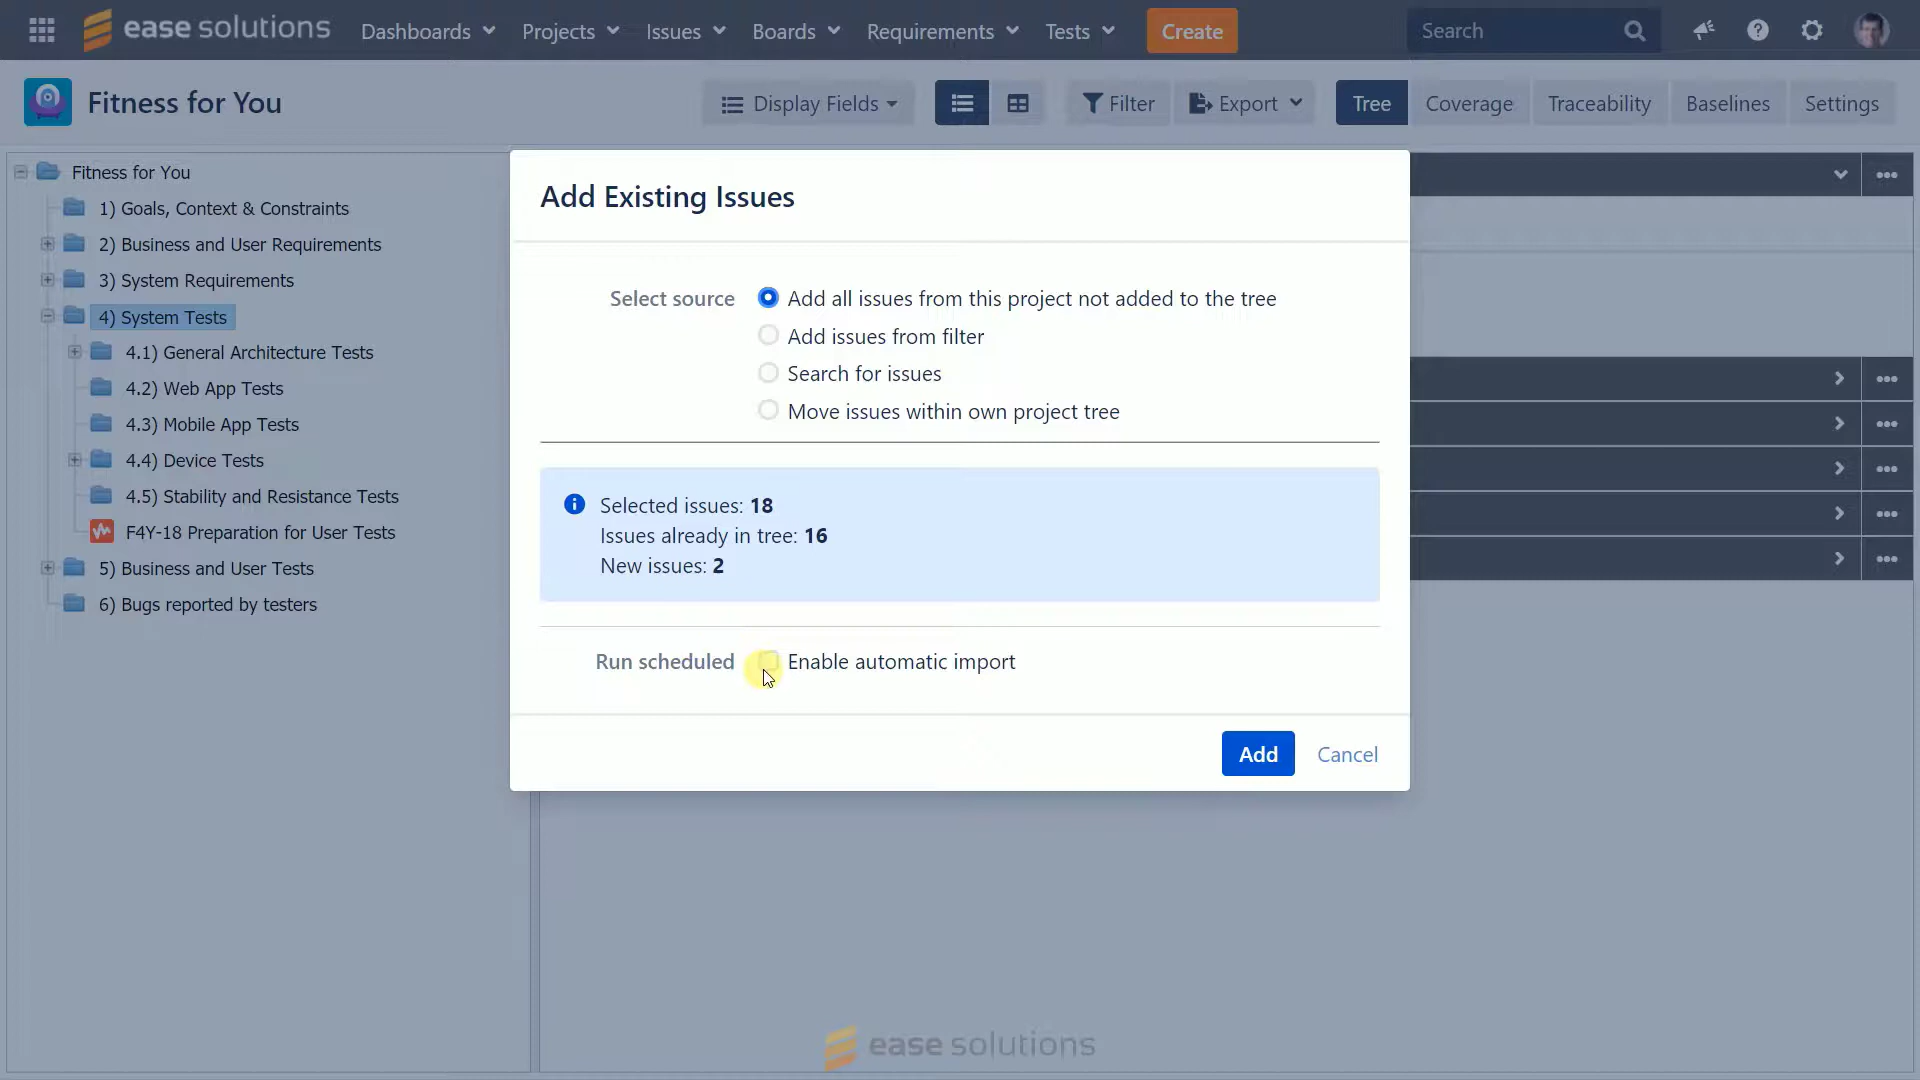 ease solutions
Dashboards
Projects
Issues
Boards
Requirements
Tests
Create
Search
Fitness for You
Display Fields
Filter
Export
Tree
Coverage
Traceability
Baselines
Settings
Fitness for You
1) Goals, Context & Constraints
2) Business and User Requirements
3) System Requirements
4) System Tests
4.1) General Architecture Tests
4.2) Web App Tests
4.3) Mobile App Tests
4.4) Device Tests
4.5) Stability and Resistance Tests
F4Y-18 Preparation for User Tests
5) Business and User Tests
6) Bugs reported by testers
Add Existing Issues
Select source
Add all issues from this project not added to the tree
Add issues from filter
Search for issues
Move issues within own project tree
Selected issues: 18
Issues already in tree: 16
New issues: 2
Run scheduled
Enable automatic import
Add
Cancel
ease solutions